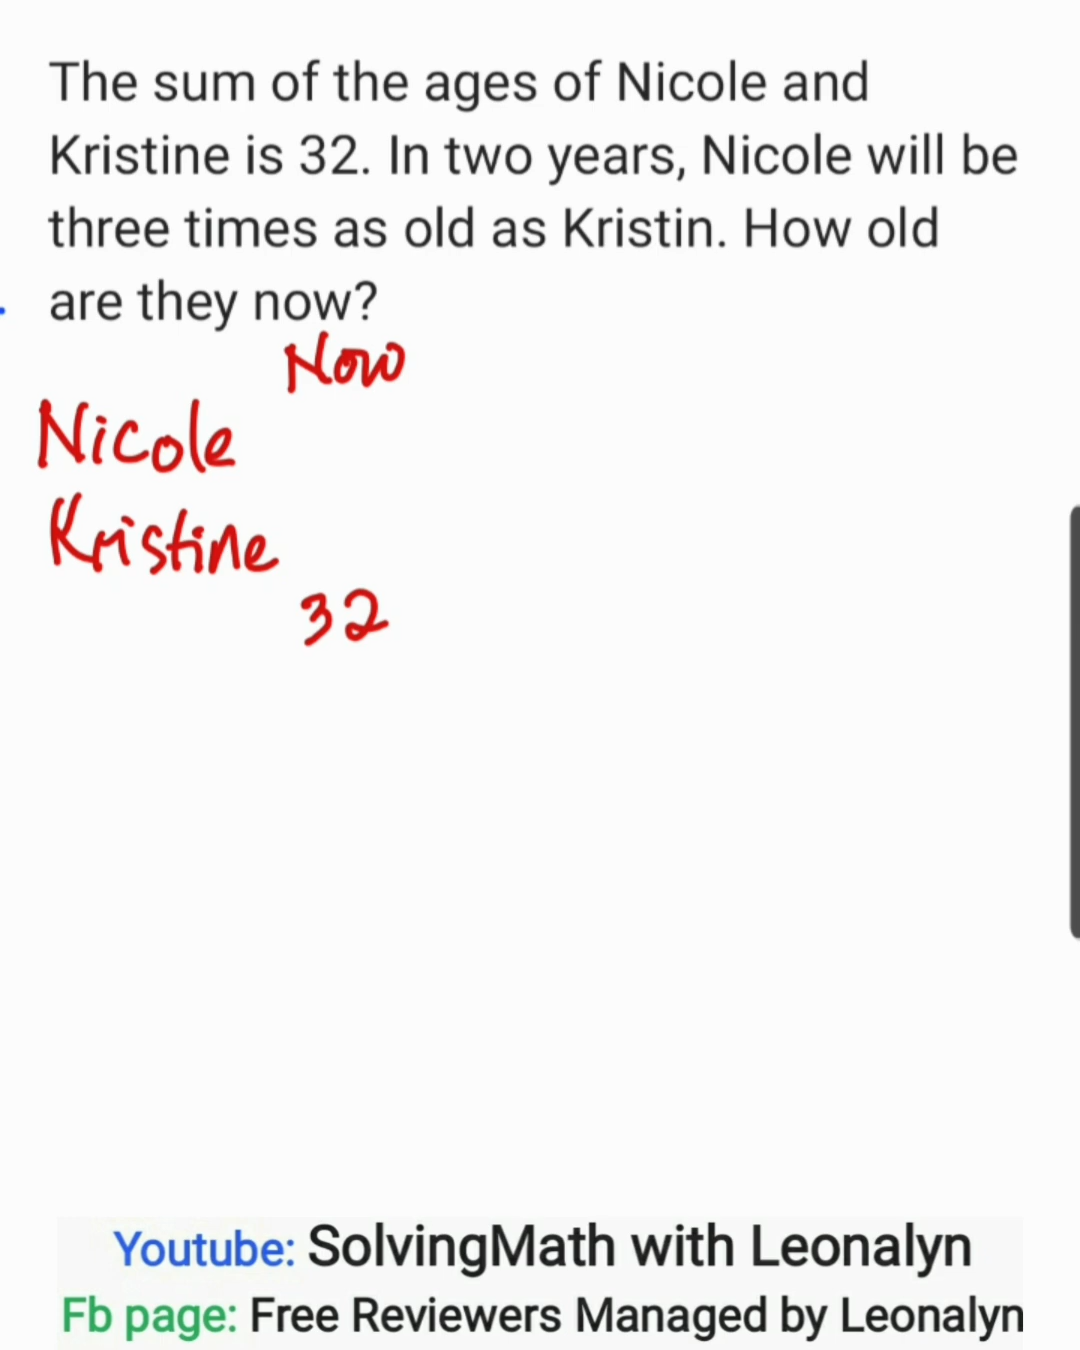 The sum of the ages of Nicole and
Kristine is 32. In two years, Nicole will be
three times as old as Kristin. How old
are they now?
Now
Nicole
Kristine
32
Youtube: SolvingMath with Leonalyn
Fb page: Free Reviewers Managed by Leonalyn